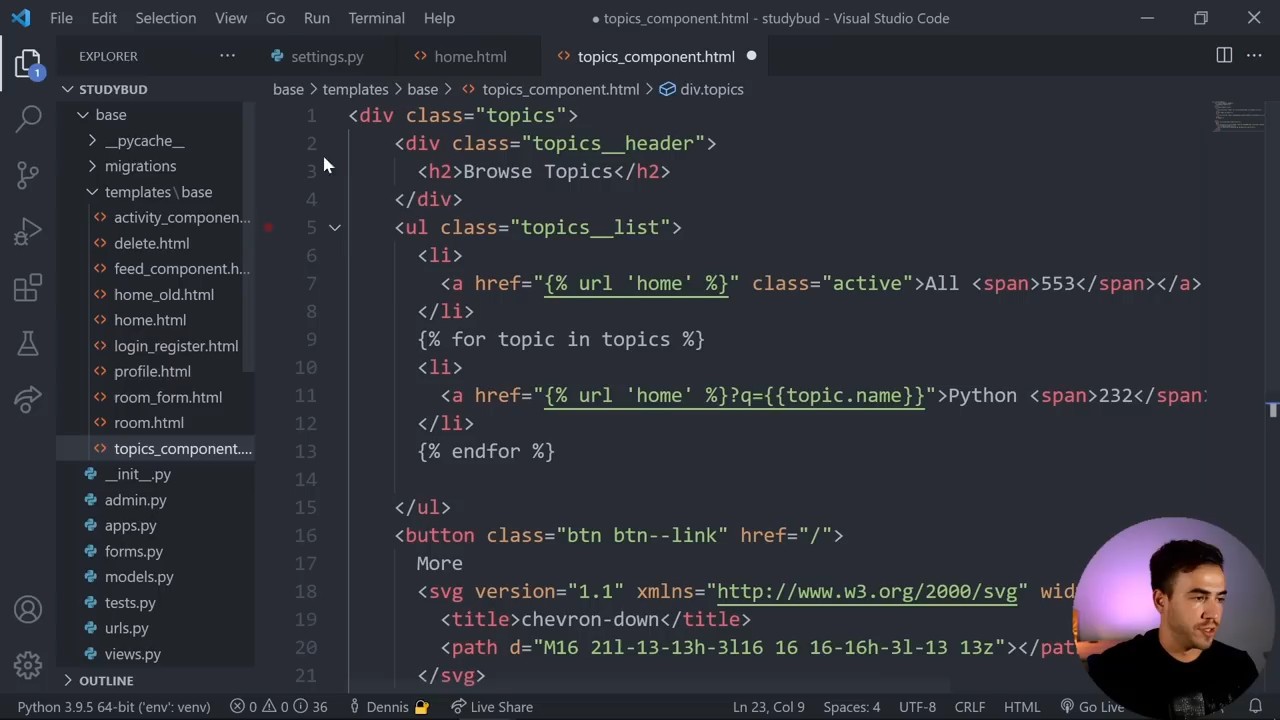 File Edit Selection View Go Run Terminal Help
● topics_component.html - studybud - Visual Studio Code
EXPLORER ···
settings.py
home.html
topics_component.html
STUDYBUD
base > templates > base > topics_component.html > div.topics
1
base
__pycache__
migrations
templates\base
activity_componen...
delete.html
feed_component.h...
home_old.html
home.html
login_register.html
profile.html
room_form.html
room.html
topics_component....
__init__.py
admin.py
apps.py
forms.py
models.py
tests.py
urls.py
views.py
OUTLINE
1 <div class="topics">
2 <div class="topics__header">
3 <h2>Browse Topics</h2>
4 </div>
5 <ul class="topics__list">
6 <li>
7 <a href="{% url 'home' %}" class="active">All <span>553</span></a>
8 </li>
9 {% for topic in topics %}
10 <li>
11 <a href="{% url 'home' %}?q={{topic.name}}">Python <span>232</span>
12 </li>
13 {% endfor %}
14
15 </ul>
16 <button class="btn btn--link" href="/">
17 More
18 <svg version="1.1" xmlns="http://www.w3.org/2000/svg" wid
19 <title>chevron-down</title>
20 <path d="M16 21l-13-13h-3l16 16 16-16h-3l-13 13z"></pat
21 </svg>
Python 3.9.5 64-bit ('env': venv) 0 0 36 Dennis Live Share Ln 23, Col 9 Spaces: 4 UTF-8 CRLF HTML Go Live